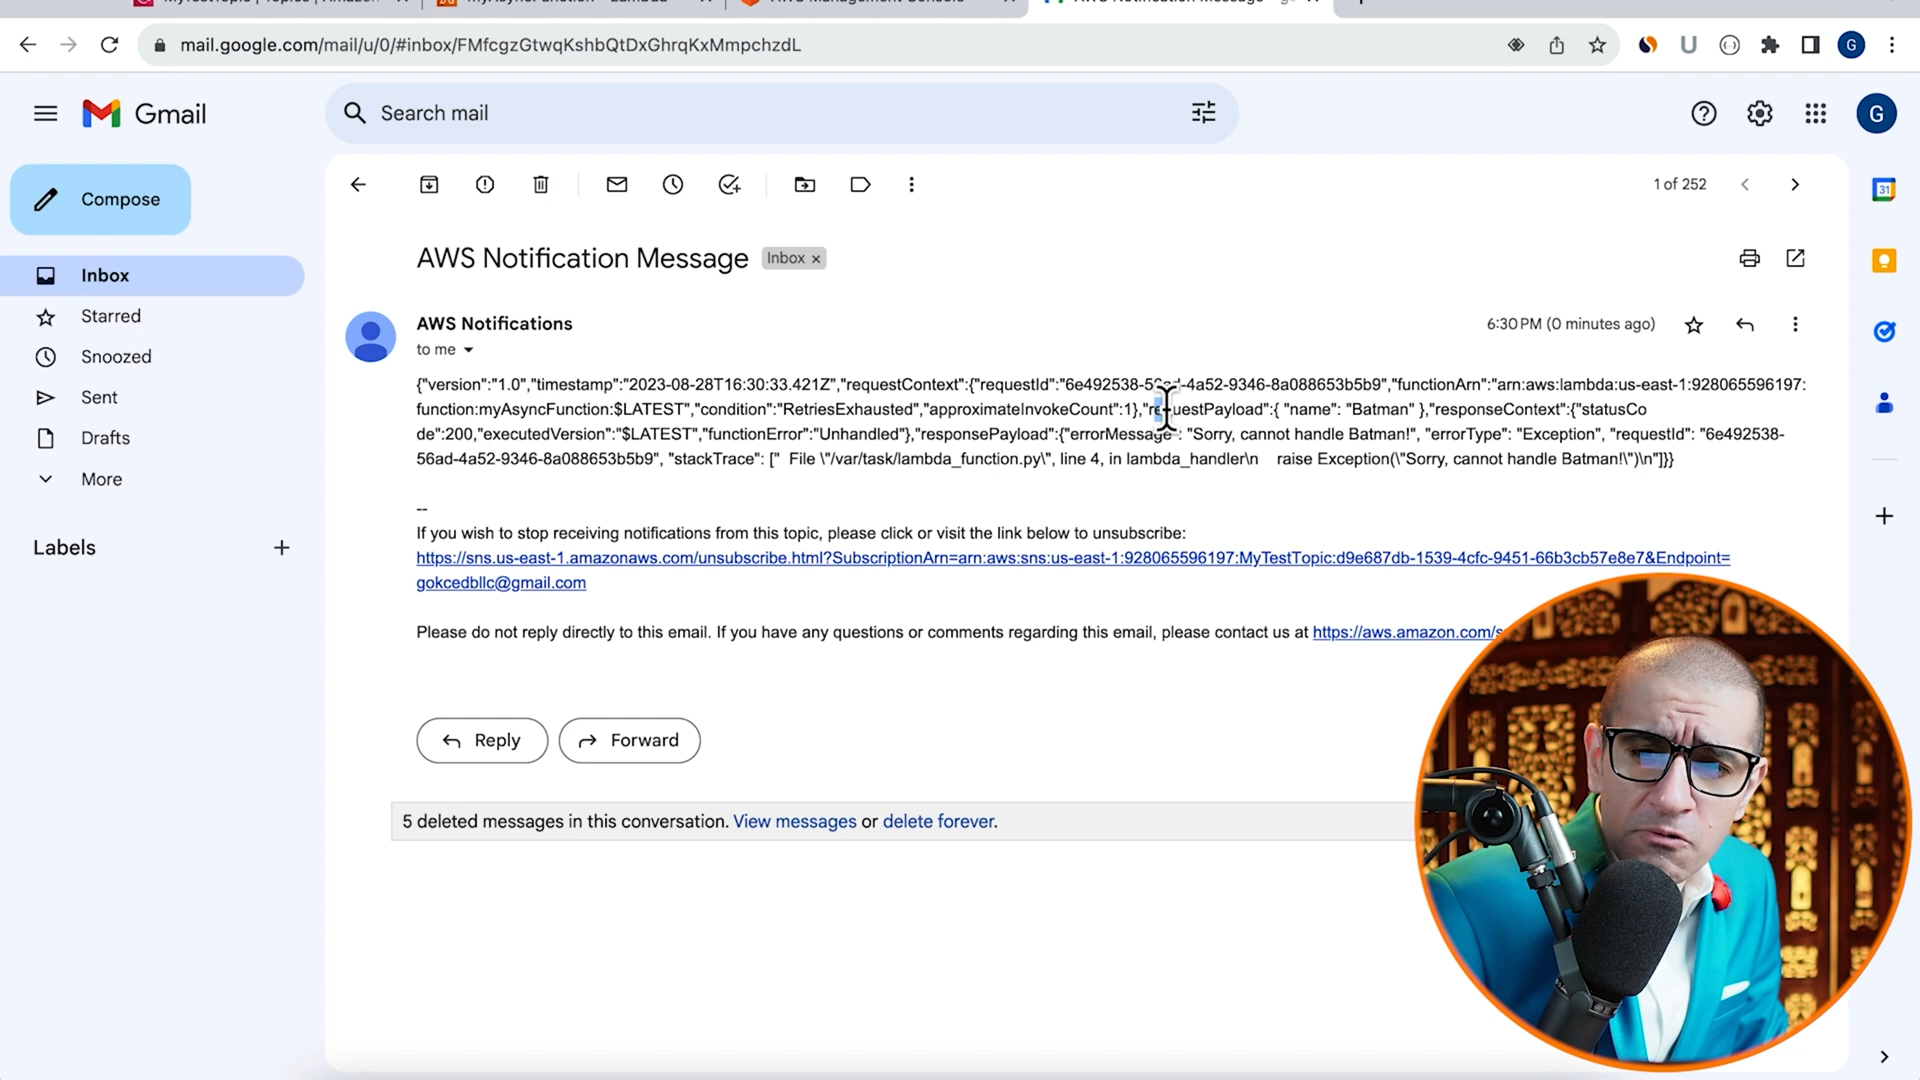 mail.google.com/mail/u/0/#inbox/FMfcgzGtwqKshbQtDxGhrqKxMmpchzdL
G
Gmail
Search mail
G
Compose
1 of 252
31
AWS Notification Message Inbox ×
Inbox
AWS Notifications
6:30 PM (0 minutes ago)
Starred
to me
Snoozed
{"version":"1.0","timestamp":"2023-08-28T16:30:33.421Z","requestContext":{"requestId":"6e492538-56ad-4a52-9346-8a088653b5b9","functionArn":"arn:aws:lambda:us-east-1:928065596197:
Sent
function:myAsyncFunction:$LATEST","condition":"RetriesExhausted","approximateInvokeCount":1},"requestPayload":{ "name": "Batman" },"responseContext":{"statusCo
Drafts
de":200,"executedVersion":"$LATEST","functionError":"Unhandled"},"responsePayload":{"errorMessage": "Sorry, cannot handle Batman!", "errorType": "Exception", "requestId": "6e492538-
56ad-4a52-9346-8a088653b5b9", "stackTrace": ["  File \"/var/task/lambda_function.py\", line 4, in lambda_handler\n    raise Exception(\"Sorry, cannot handle Batman!\")\n"]}}
More
--
If you wish to stop receiving notifications from this topic, please click or visit the link below to unsubscribe:
Labels
https://sns.us-east-1.amazonaws.com/unsubscribe.html?SubscriptionArn=arn:aws:sns:us-east-1:928065596197:MyTestTopic:d9e687db-1539-4cfc-9451-66b3cb57e8e7&Endpoint=
gokcedbllc@gmail.com
Please do not reply directly to this email. If you have any questions or comments regarding this email, please contact us at https://aws.amazon.com/s
Reply
Forward
5 deleted messages in this conversation. View messages or delete forever.